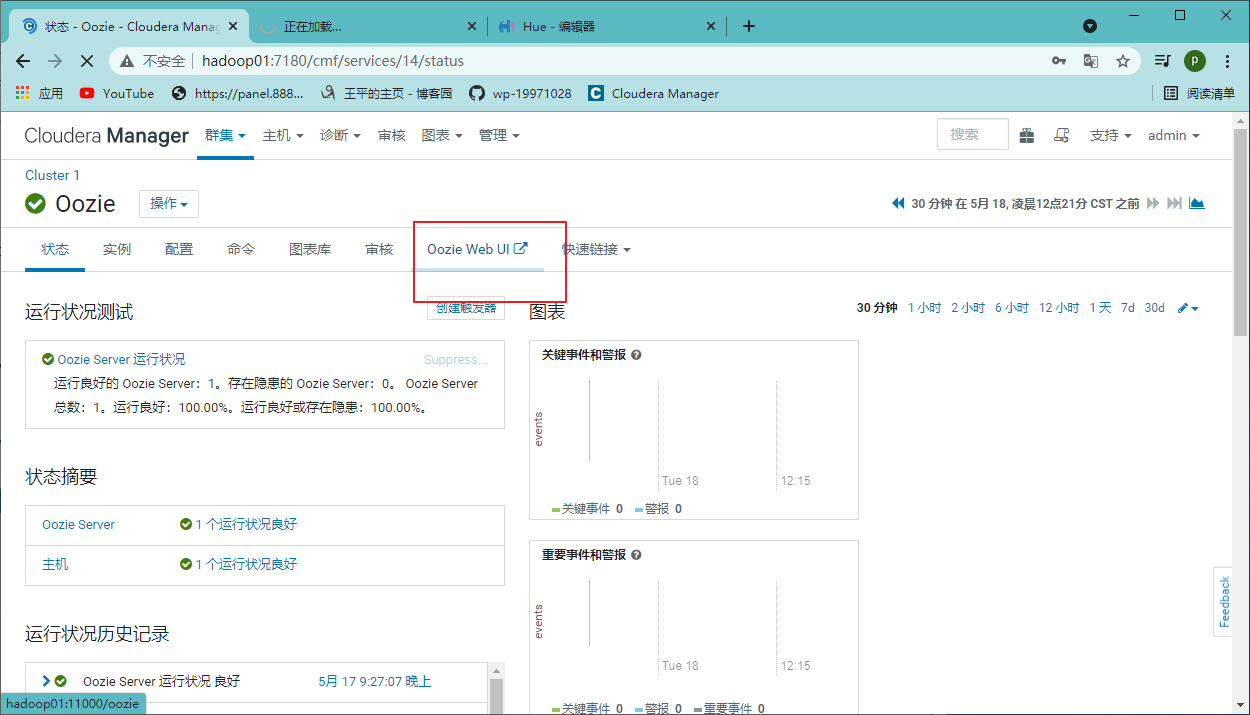 状态 - Oozie - Cloudera Manag
正在加载...
Hue - 编辑器
不安全 hadoop01:7180/cmf/services/14/status
P
应用
YouTube
https://panel.888...
王平的主页 - 博客园
wp-19971028
Cloudera Manager
阅读清单
Cloudera Manager 群集 主机 诊断 审核 图表 管理
搜索
支持 admin
Cluster 1
Oozie 操作
30 分钟 在 5月 18, 凌晨12点21分 CST 之前
状态 实例 配置 命令 图表库 审核 Oozie Web UI 快速链接
运行状况测试 创建触发器
图表
30 分钟 1 小时 2 小时 6 小时 12 小时 1 天 7d 30d
Oozie Server 运行状况 Suppress...
运行良好的 Oozie Server：1。存在隐患的 Oozie Server：0。 Oozie Server
总数：1。运行良好：100.00%。运行良好或存在隐患：100.00%。
关键事件和警报
events
Tue 18 12:15
关键事件 0 警报 0
状态摘要
Oozie Server 1 个运行状况良好
主机 1 个运行状况良好
重要事件和警报
events
Tue 18 12:15
关键事件 0 警报 0 重要事件 0
运行状况历史记录
Oozie Server 运行状况 良好 5月 17 9:27:07 晚上
Feedback
hadoop01:11000/oozie